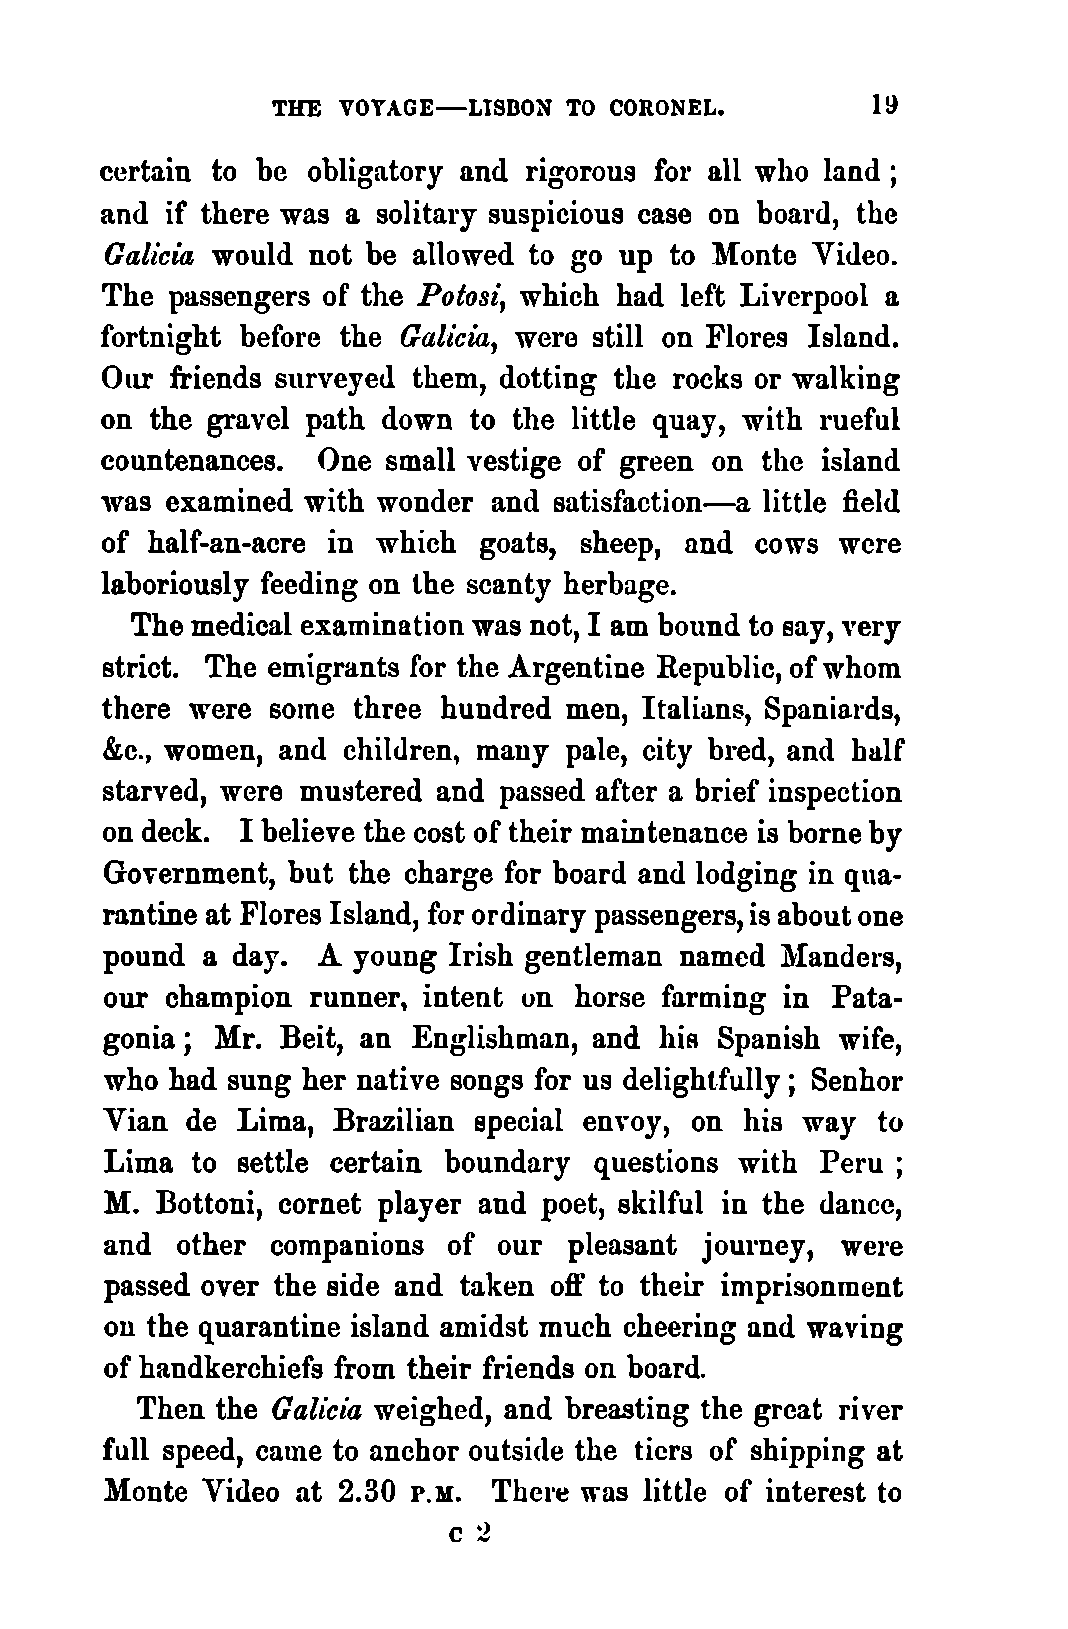 THE VOYAGE—LISBON TO CORONEL. 19
certain to be obligatory and rigorous for all who land ;
and if there was a solitary suspicious case on board, the
Galicia would not be allowed to go up to Monte Video.
The passengers of the Potosi, which had left Liverpool a
fortnight before the Galicia, were still on Flores Island.
Our friends surveyed them, dotting the rocks or walking
on the gravel path down to the little quay, with rueful
countenances. One small vestige of green on the island
was examined with wonder and satisfaction—a little field
of half-an-acre in which goats, sheep, and cows were
laboriously feeding on the scanty herbage.
The medical examination was not, I am bound to say, very
strict. The emigrants for the Argentine Republic, of whom
there were some three hundred men, Italians, Spaniards,
&c., women, and children, many pale, city bred, and half
starved, were mustered and passed after a brief inspection
on deck. I believe the cost of their maintenance is borne by
Government, but the charge for board and lodging in qua-
rantine at Flores Island, for ordinary passengers, is about one
pound a day. A young Irish gentleman named Manders,
our champion runner, intent on horse farming in Pata-
gonia ; Mr. Beit, an Englishman, and his Spanish wife,
who had sung her native songs for us delightfully ; Senhor
Vian de Lima, Brazilian special envoy, on his way to
Lima to settle certain boundary questions with Peru ;
M. Bottoni, cornet player and poet, skilful in the dance,
and other companions of our pleasant journey, were
passed over the side and taken off to their imprisonment
on the quarantine island amidst much cheering and waving
of handkerchiefs from their friends on board.
Then the Galicia weighed, and breasting the great river
full speed, came to anchor outside the tiers of shipping at
Monte Video at 2.30 P.M. There was little of interest to
C 2